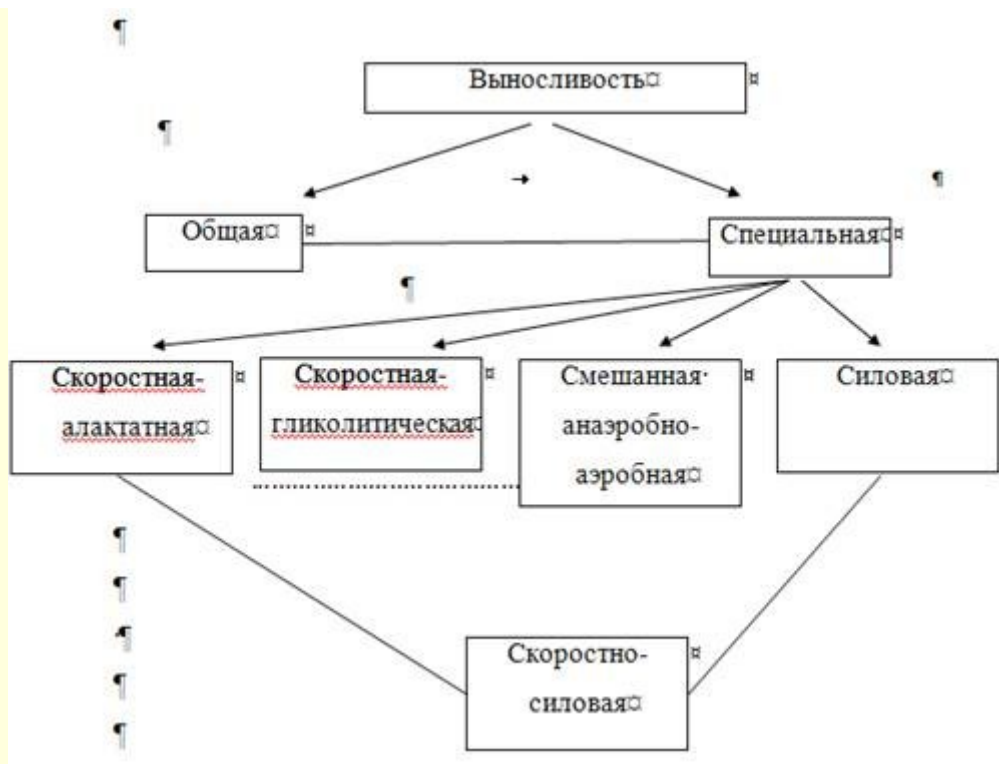 Выносливость
Общая
Специальная
Скоростная-
алактатная
Скоростная-
гликолитическая
Смешанная
анаэробно-
аэробная
Силовая
Скоростно-
силовая